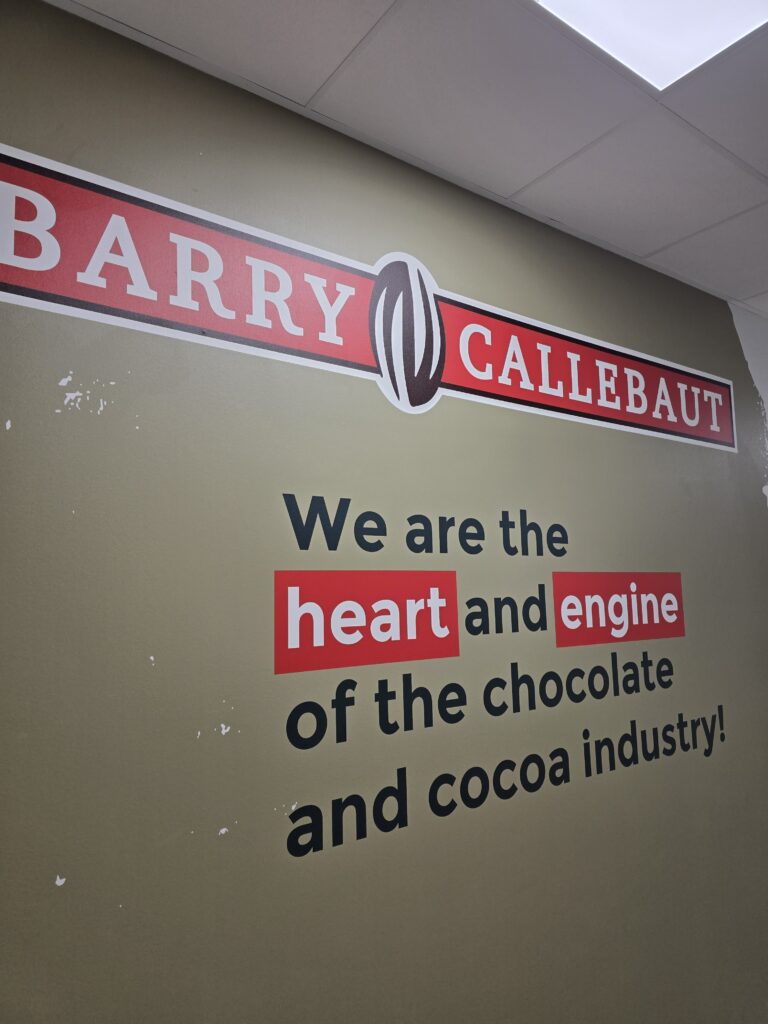 BARRY CALLEBAUT
We are the
heart and engine
of the chocolate
and cocoa industry!